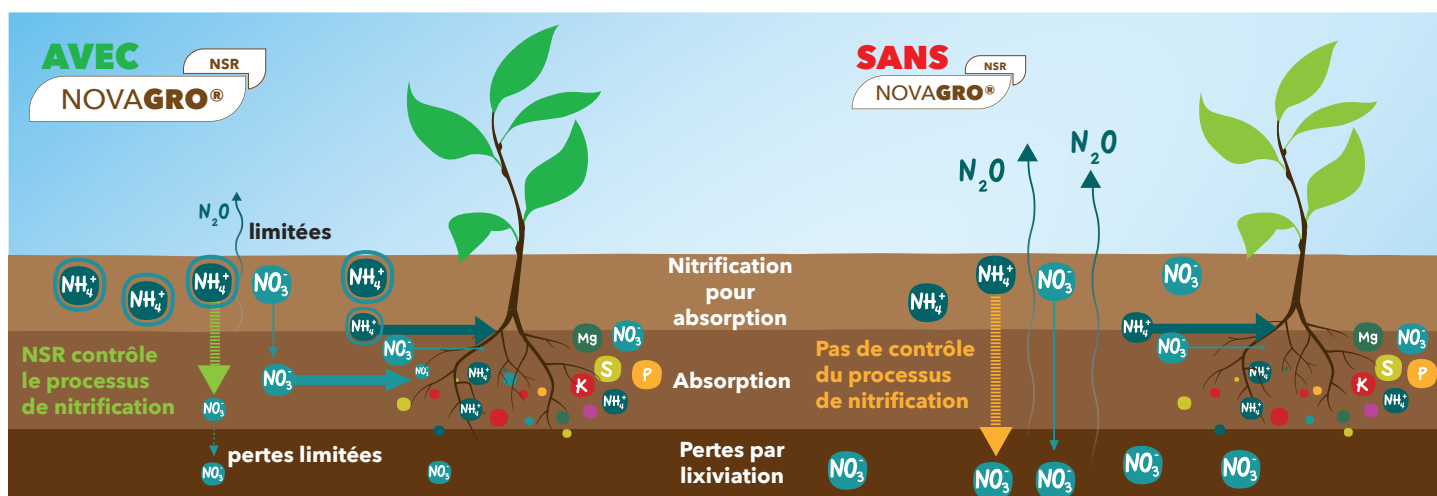 AVEC
NSR
NOVAGRO®
N₂O
limitées
NH₄⁺
NH₄⁺
NH₄⁺
NO₃⁻
NH₄⁺
NH₄⁺
NO₃⁻
NSR contrôle
le processus
de nitrification
NO₃⁻
NO₃⁻
NH₄⁺
NH₄⁺
Mg
NO₃⁻
S
P
K
NH₄⁺
NO₃⁻
NO₃⁻
pertes limitées
NO₃⁻
Nitrification
pour
absorption
Absorption
Pertes par
lixiviation
SANS
NSR
NOVAGRO®
N₂O
N₂O
NH₄⁺
NH₄⁺
NO₃⁻
NO₃⁻
NH₄⁺
NO₃⁻
Pas de contrôle
du processus
de nitrification
NH₄⁺
NH₄⁺
Mg
NO₃⁻
S
P
K
NH₄⁺
NO₃⁻
NO₃⁻
NO₃⁻
NO₃⁻
NO₃⁻